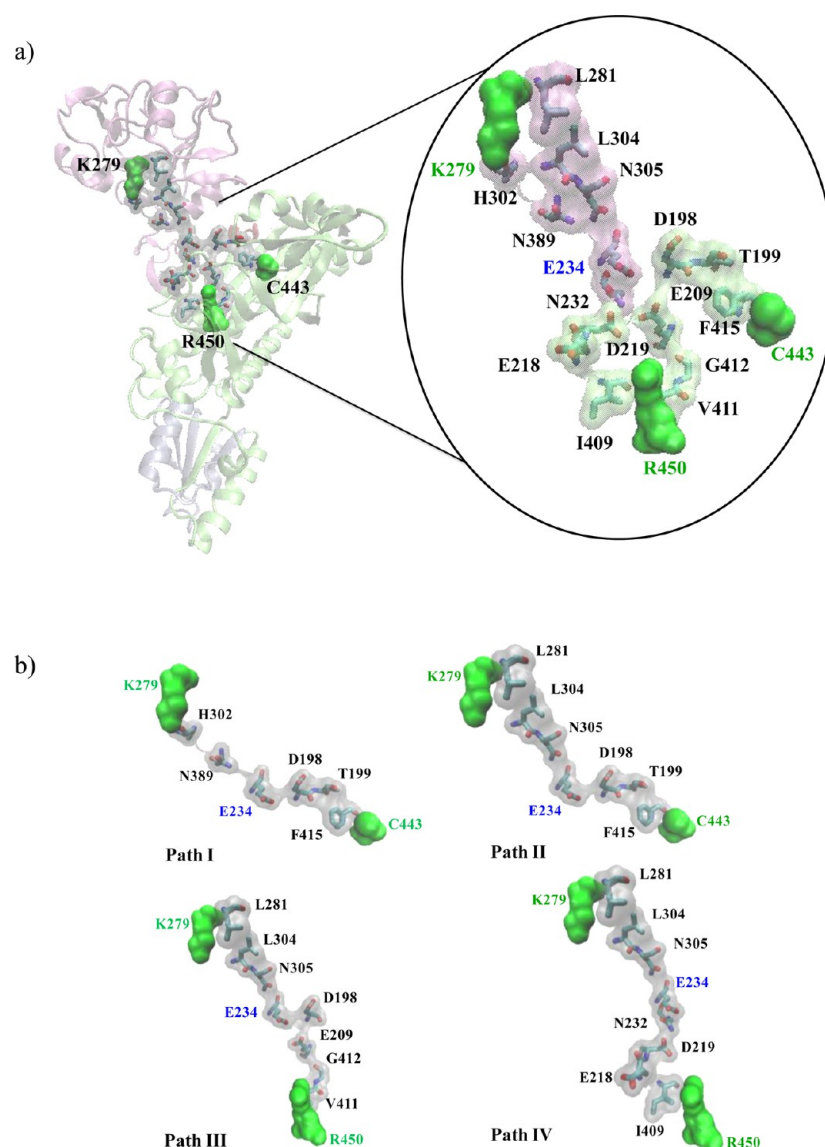 a)
K279
C443
R450
L281
L304
K279
N305
H302
N389
D198
E234
T199
N232
E209
F415
E218
D219
G412
C443
V411
I409
R450
b)
K279
H302
N389
D198
T199
E234
C443
F415
Path I
L281
K279
L304
N305
D198
T199
E234
C443
F415
Path II
K279
L281
L304
N305
E234
D198
E209
G412
V411
Path III
R450
L281
K279
L304
N305
E234
N232
D219
E218
I409
Path IV
R450